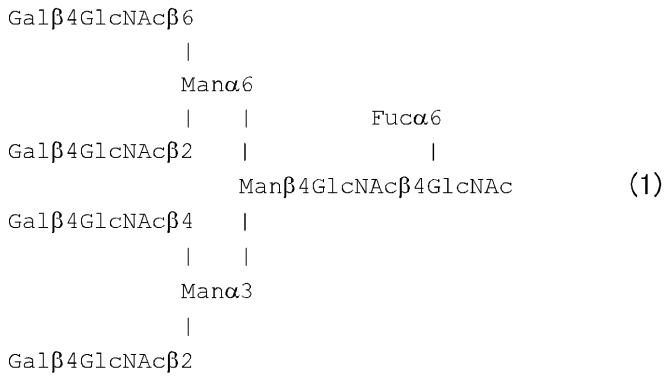 Galβ4GlcNAcβ6
|
Manα6
| | Fucα6
Galβ4GlcNAcβ2 | |
Manβ4GlcNAcβ4GlcNAc (1)
Galβ4GlcNAcβ4 |
| |
Manα3
|
Galβ4GlcNAcβ2